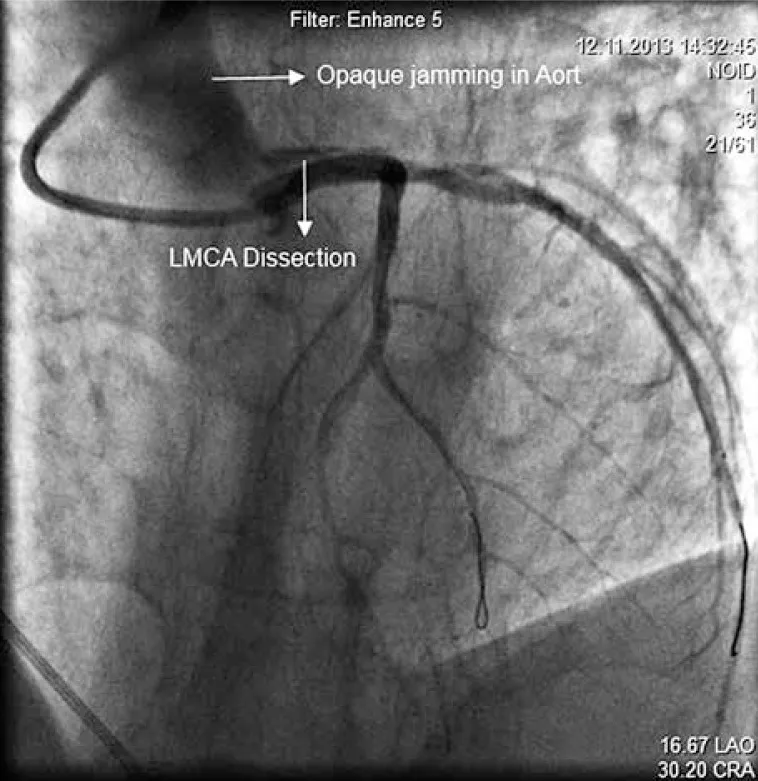 Filter: Enhance 5
12.11.2013 14:32:45
NOID
1
36
21/61
Opaque jamming in Aort
LMCA Dissection
16.67 LAO
30.20 CRA